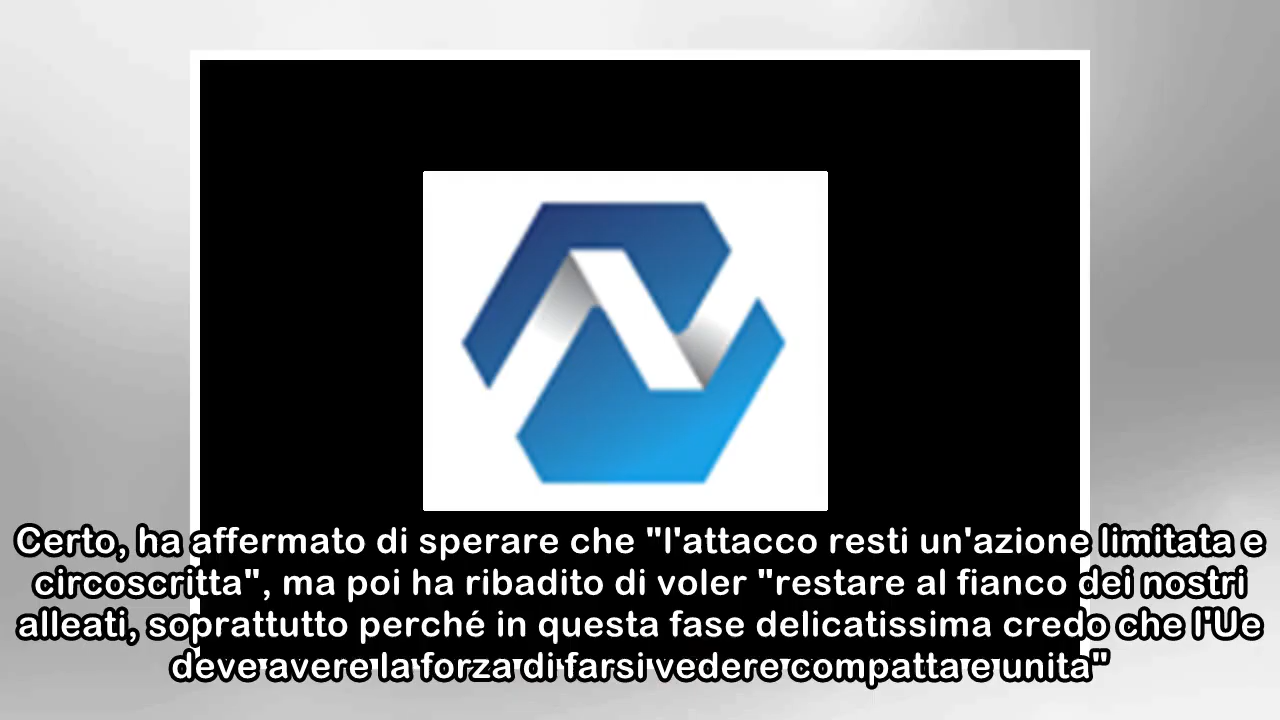 Certo, ha affermato di sperare che "l'attacco resti un'azione limitata e
circoscritta", ma poi ha ribadito di voler "restare al fianco dei nostri
alleati, soprattutto perché in questa fase delicatissima credo che l'Ue
deve avere la forza di farsi vedere compatta e unita"